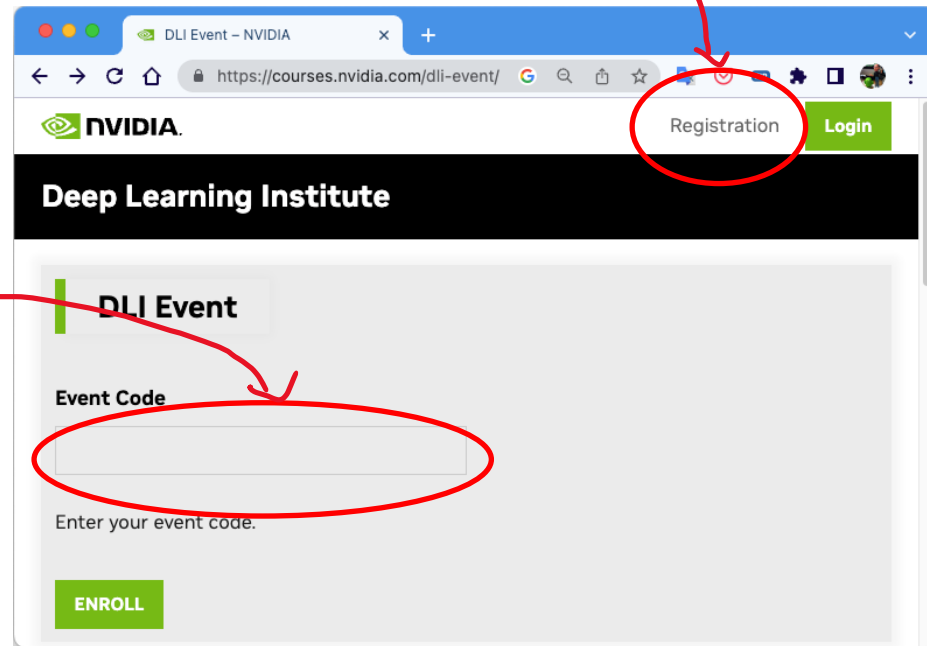 DLI Event – NVIDIA
https://courses.nvidia.com/dli-event/
NVIDIA.
Registration
Login
Deep Learning Institute
DLI Event
Event Code
Enter your event code.
ENROLL